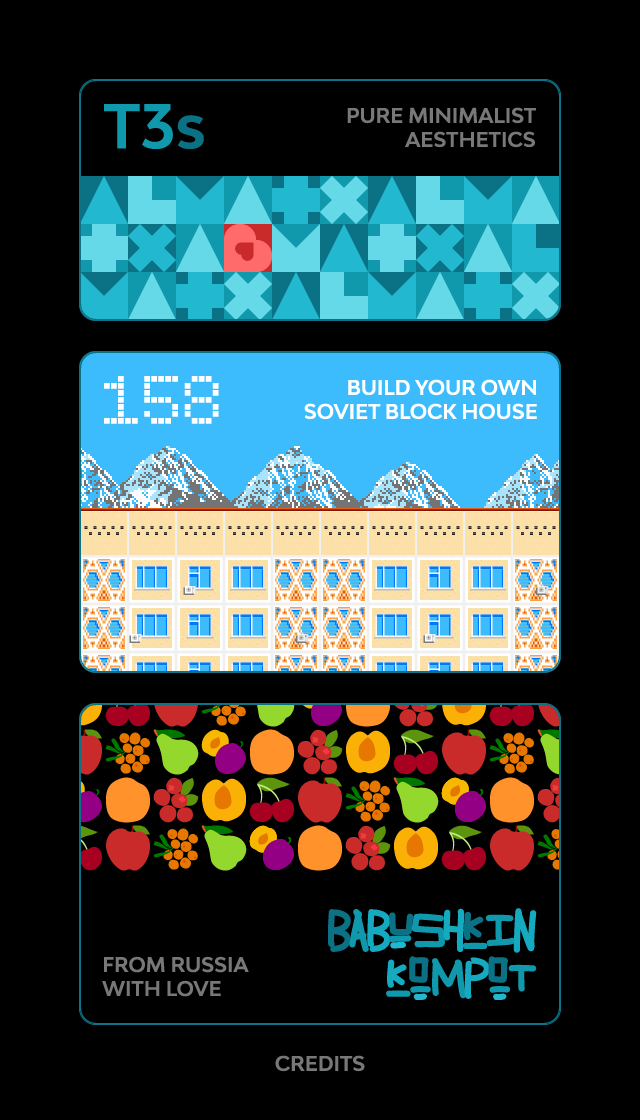 T3s
PURE MINIMALIST
AESTHETICS
158
BUILD YOUR OWN
SOVIET BLOCK HOUSE
FROM RUSSIA
WITH LOVE
BABUSHKIN
KOMPOT
CREDITS